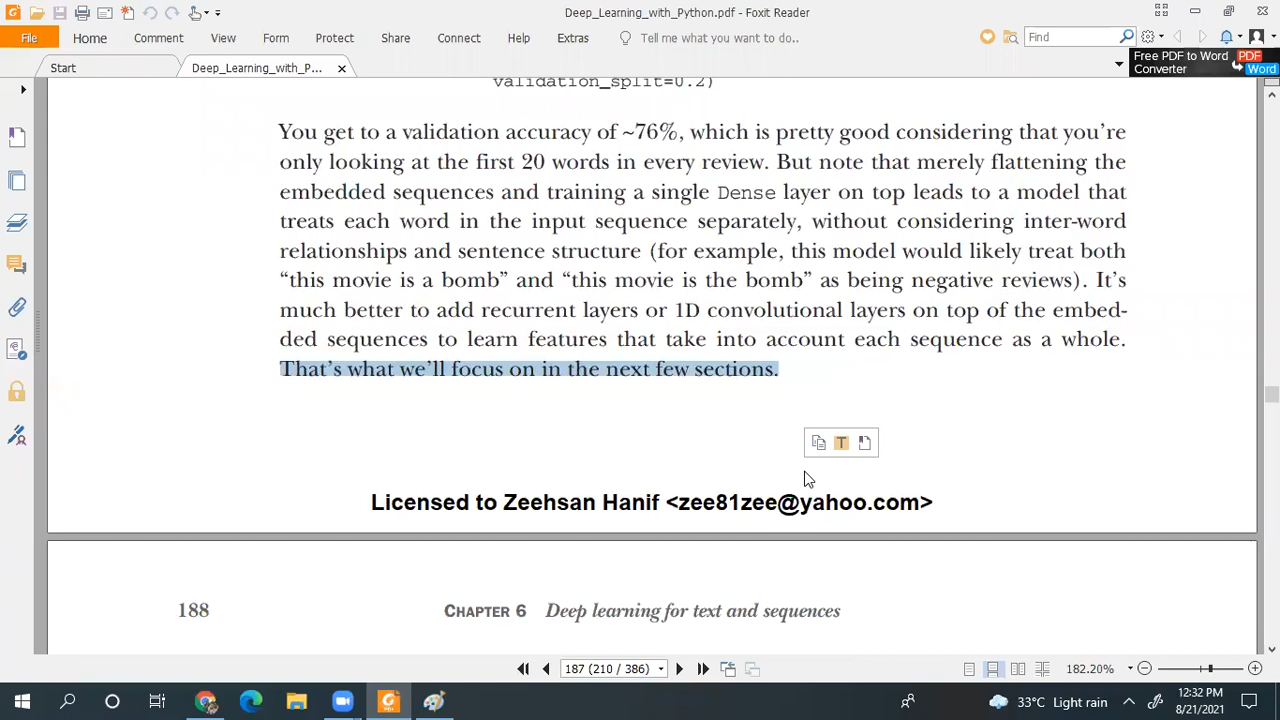 Deep_Learning_with_Python.pdf - Foxit Reader
File Home Comment View Form Protect Share Connect Help Extras Tell me what you want to do.. Find
Start Deep_Learning_with_P... Free PDF to Word Converter PDF Word
validation_split=0.2)
You get to a validation accuracy of ~76%, which is pretty good considering that you're
only looking at the first 20 words in every review. But note that merely flattening the
embedded sequences and training a single Dense layer on top leads to a model that
treats each word in the input sequence separately, without considering inter-word
relationships and sentence structure (for example, this model would likely treat both
“this movie is a bomb” and “this movie is the bomb” as being negative reviews). It's
much better to add recurrent layers or 1D convolutional layers on top of the embed-
ded sequences to learn features that take into account each sequence as a whole.
That's what we'll focus on in the next few sections.
T
Licensed to Zeehsan Hanif <zee81zee@yahoo.com>
188 CHAPTER 6 Deep learning for text and sequences
187 (210 / 386) 182.20%
33°C Light rain 12:32 PM
8/21/2021